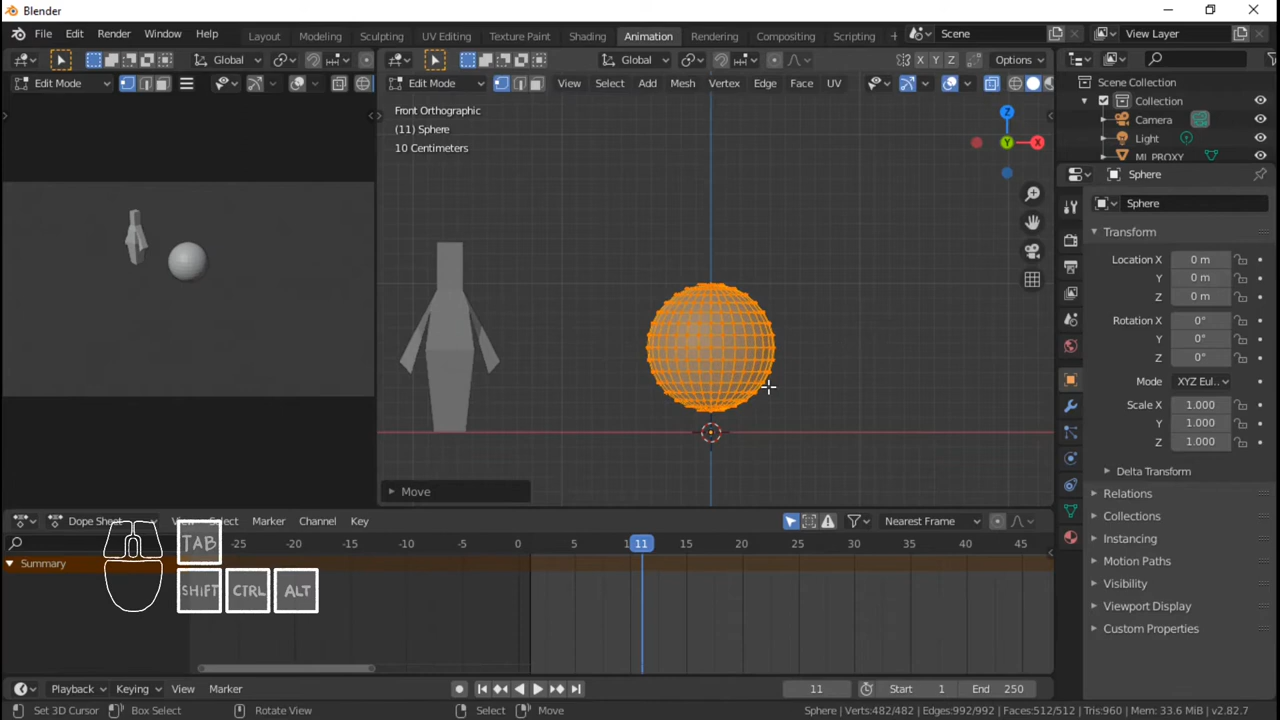 Blender
File Edit Render Window Help Layout Modeling Sculpting UV Editing Texture Paint Shading Animation Rendering Compositing Scripting + Scene View Layer
Global Global X Y Z Options
Edit Mode Edit Mode View Select Add Mesh Vertex Edge Face UV
Front Orthographic
(11) Sphere
10 Centimeters
Z
Y
X
Move
Scene Collection
Collection
Camera
Light
MI_PROXY
Sphere
Sphere
Transform
Location X 0 m
Y 0 m
Z 0 m
Rotation X 0°
Y 0°
Z 0°
Mode XYZ Eul..
Scale X 1.000
Y 1.000
Z 1.000
Delta Transform
Relations
Collections
Instancing
Motion Paths
Visibility
Viewport Display
Custom Properties
Dope Sheet View Select Marker Channel Key Nearest Frame
-25 -20 -15 -10 -5 0 5 11 15 20 25 30 35 40 45
Summary
TAB
SHIFT CTRL ALT
Playback Keying View Marker 11 Start 1 End 250
Set 3D Cursor Box Select Rotate View Select Move Sphere | Verts:482/482 | Edges:992/992 | Faces:512/512 | Tris:960 | Mem: 33.6 MiB | v2.82.7